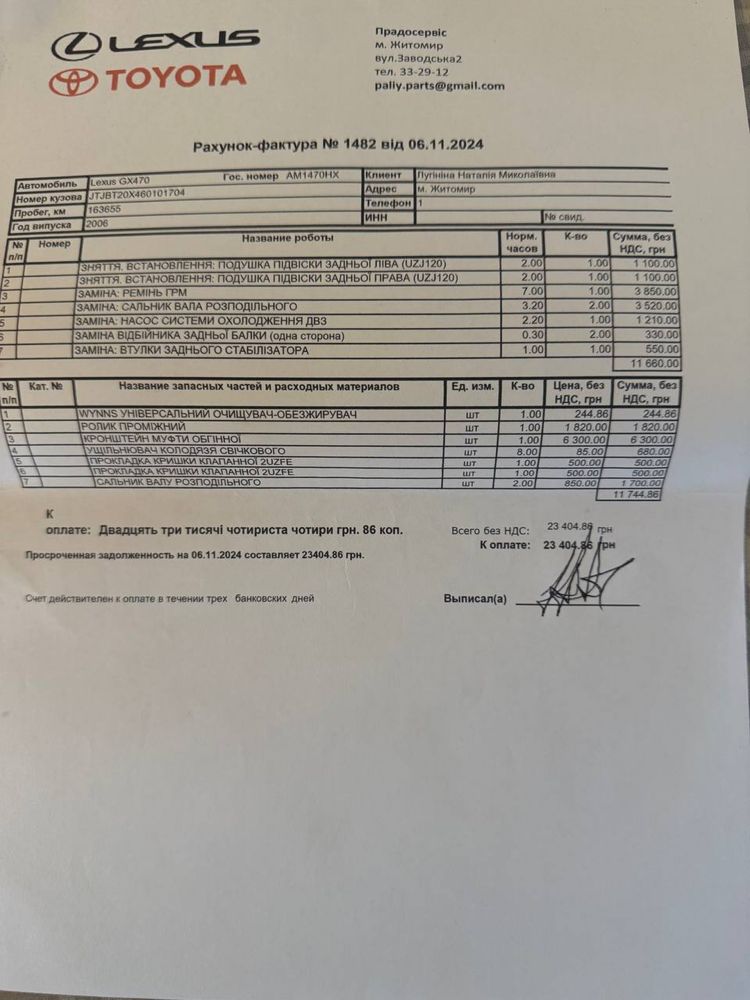 LEXUS
TOYOTA
Прадосервіс
м. Житомир
вул.Заводська2
тел. 33-29-12
paliy.parts@gmail.com
Рахунок-фактура № 1482 від 06.11.2024
Автомобиль Lexus GX470 Гос. номер AM1470HX Клиент Лугініна Наталія Миколаївна
Номер кузова JTJBT20X460101704 Адрес м. Житомир
Пробег, км 163655 Телефон 1
Год випуска 2006 ИНН № свид.
№ п/п Номер Название роботы Норм. часов К-во Сумма, без НДС, грн
1 ЗНЯТТЯ. ВСТАНОВЛЕННЯ: ПОДУШКА ПІДВІСКИ ЗАДНЬОЇ ЛІВА (UZJ120) 2.00 1.00 1 100.00
2 ЗНЯТТЯ. ВСТАНОВЛЕННЯ: ПОДУШКА ПІДВІСКИ ЗАДНЬОЇ ПРАВА (UZJ120) 2.00 1.00 1 100.00
3 ЗАМІНА: РЕМІНЬ ГРМ 7.00 1.00 3 850.00
4 ЗАМІНА: САЛЬНИК ВАЛА РОЗПОДІЛЬНОГО 3.20 2.00 3 520.00
5 ЗАМІНА: НАСОС СИСТЕМИ ОХОЛОДЖЕННЯ ДВЗ 2.20 1.00 1 210.00
6 ЗАМІНА ВІДБІЙНИКА ЗАДНЬОЇ БАЛКИ (одна сторона) 0.30 2.00 330.00
7 ЗАМІНА: ВТУЛКИ ЗАДНЬОГО СТАБІЛІЗАТОРА 1.00 1.00 550.00
11 660.00
№ п/п Кат. № Название запасных частей и расходных материалов Ед. изм. К-во Цена, без НДС, грн Сумма, без НДС, грн
1 WYNNS УНІВЕРСАЛЬНИЙ ОЧИЩУВАЧ-ОБЕЗЖИРУВАЧ шт 1.00 244.86 244.86
2 РОЛИК ПРОМІЖНИЙ шт 1.00 1 820.00 1 820.00
3 КРОНШТЕЙН МУФТИ ОБГІННОЇ шт 1.00 6 300.00 6 300.00
4 УЩІЛЬНЮВАЧ КОЛОДЯЗЯ СВІЧКОВОГО шт 8.00 85.00 680.00
5 ПРОКЛАДКА КРИШКИ КЛАПАННОЇ 2UZFE шт 1.00 500.00 500.00
6 ПРОКЛАДКА КРИШКИ КЛАПАННОЇ 2UZFE шт 1.00 500.00 500.00
7 САЛЬНИК ВАЛУ РОЗПОДІЛЬНОГО шт 2.00 850.00 1 700.00
11 744.86
К
оплате: Двадцять три тисячі чотириста чотири грн. 86 коп.
Всего без НДС: 23 404.86 грн
К оплате: 23 404.86 грн
Просроченная задолженность на 06.11.2024 составляет 23404.86 грн.
Счет действителен к оплате в течении трех банковских дней
Выписал(а)